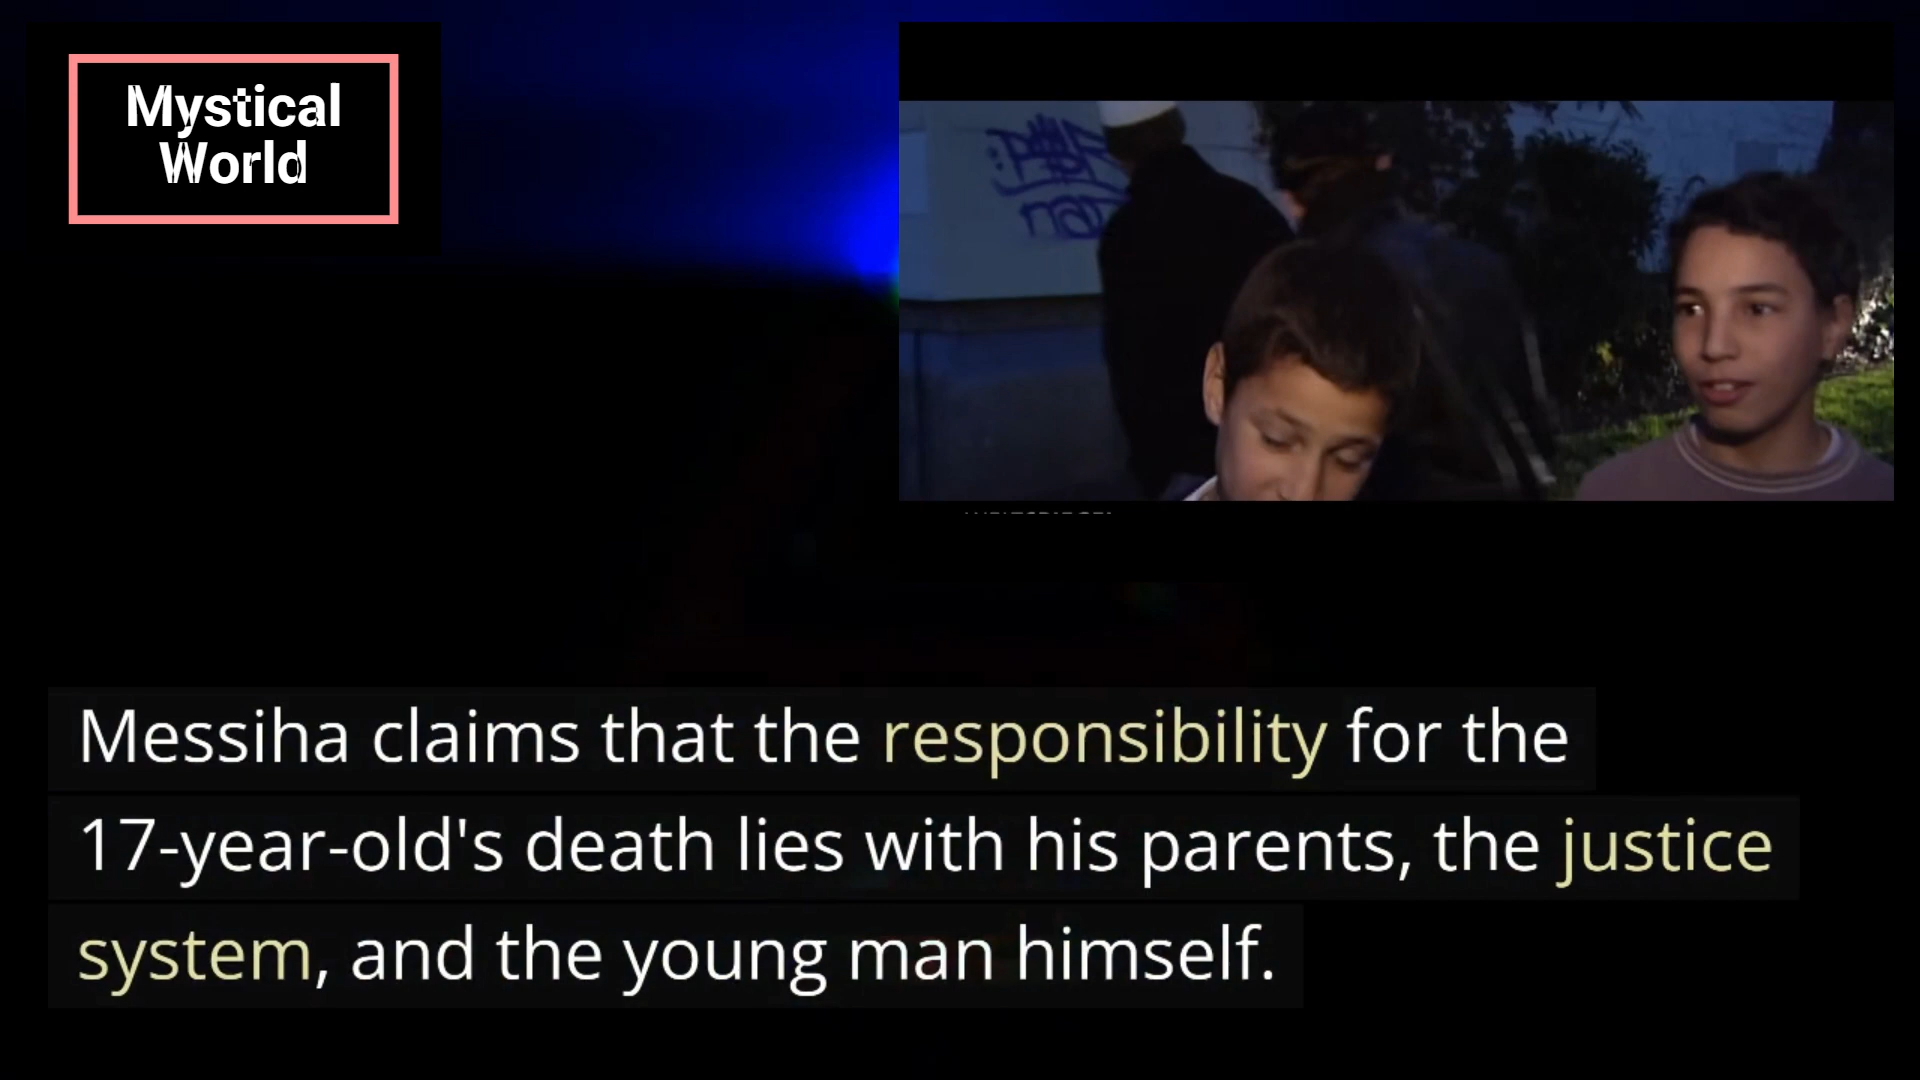 Mystical
World
Messiha claims that the responsibility for the
17-year-old's death lies with his parents, the justice
system, and the young man himself.